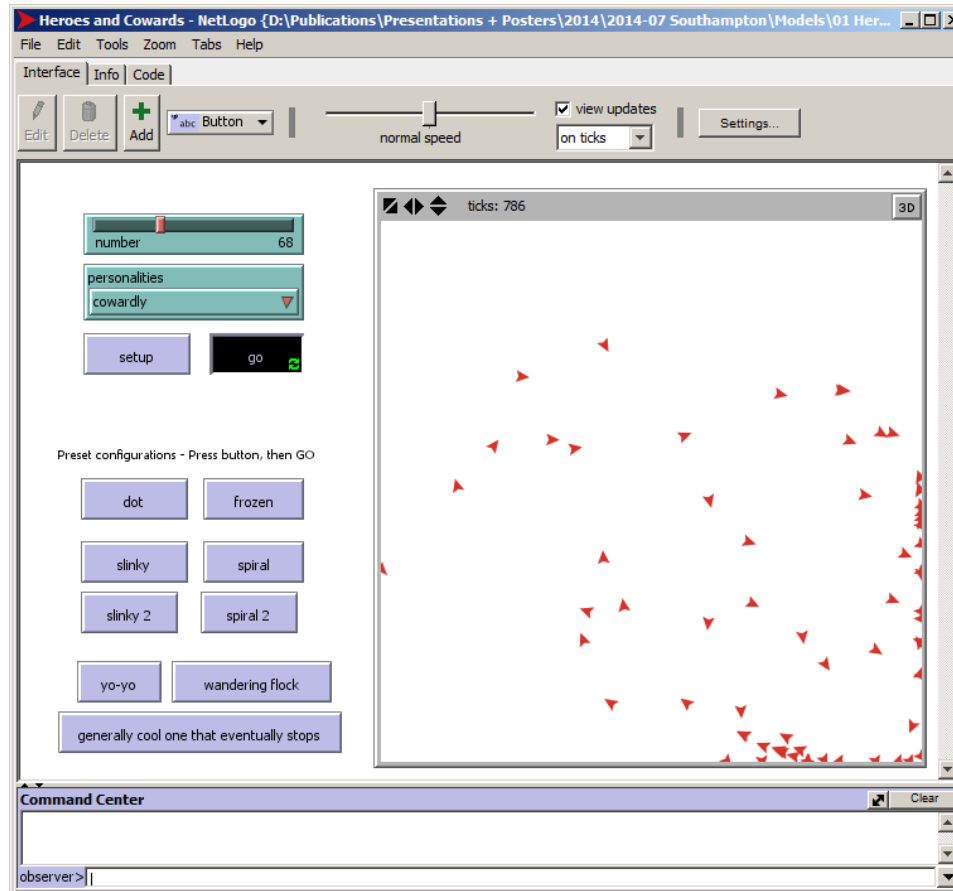 Heroes and Cowards - NetLogo {D:\Publications\Presentations + Posters\2014\2014-07 Southampton\Models\01 Her...
File Edit Tools Zoom Tabs Help
Interface Info Code
Edit Delete Add abc Button normal speed view updates on ticks Settings...
ticks: 786 3D
number 68
personalities
cowardly
setup go
Preset configurations - Press button, then GO
dot frozen
slinky spiral
slinky 2 spiral 2
yo-yo wandering flock
generally cool one that eventually stops
Command Center Clear
observer>